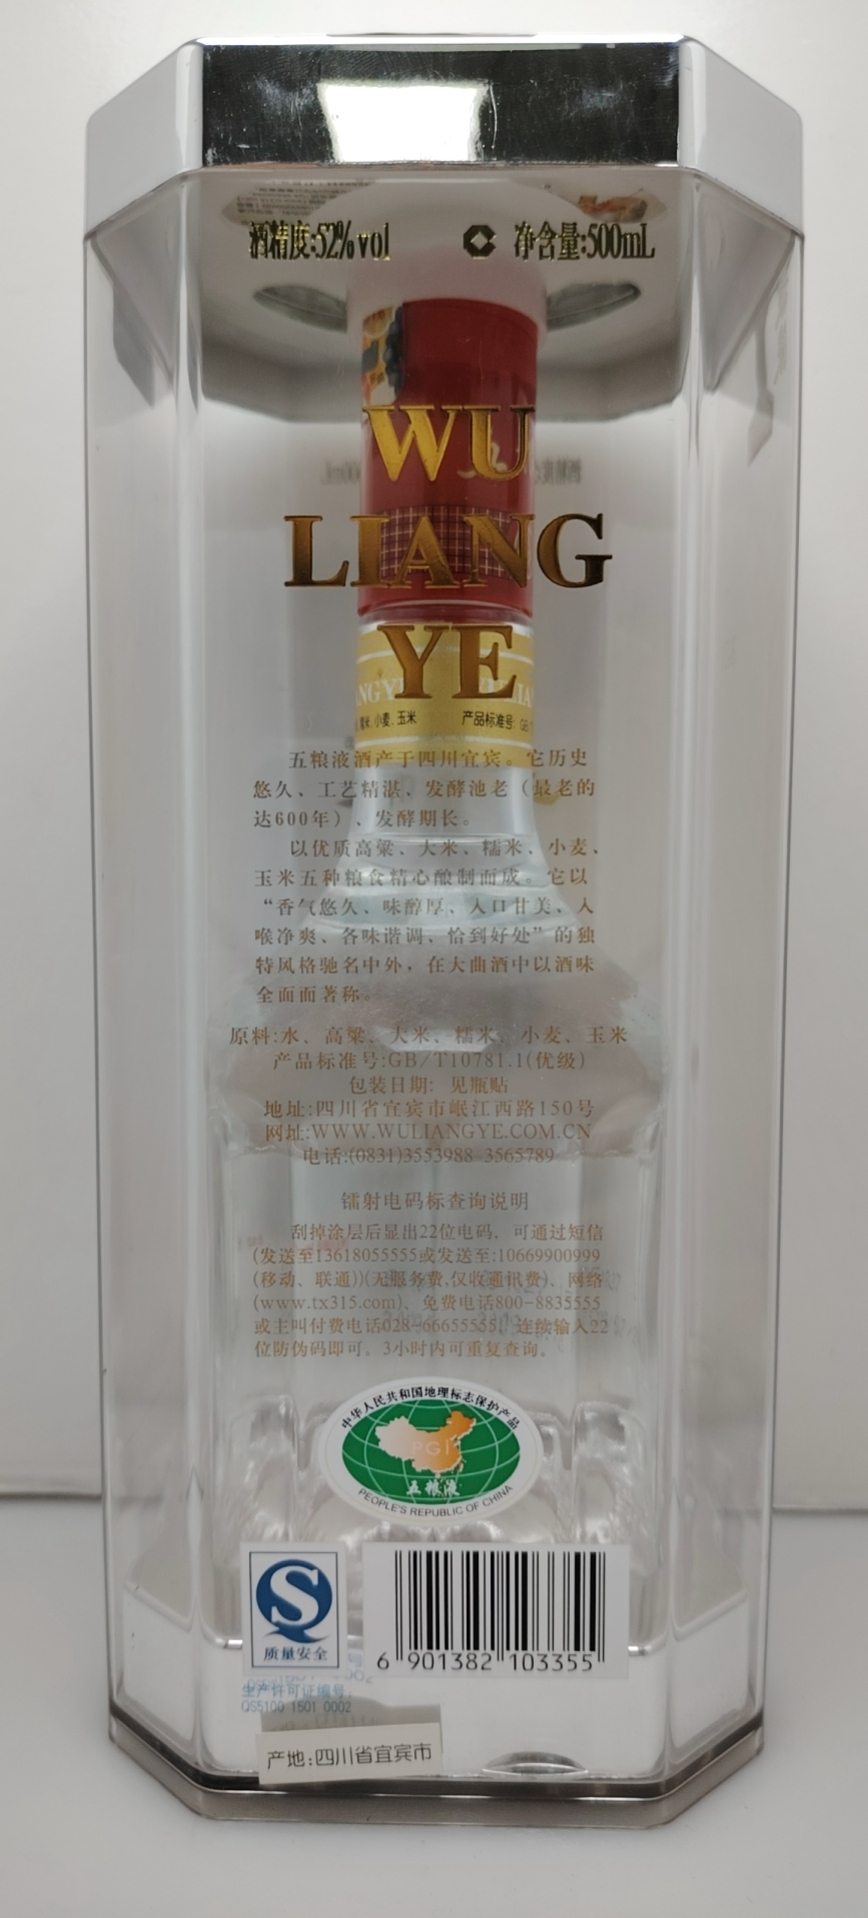 酒精度:52%vol 净含量:500mL
WU
LIANG
YE
小麦、玉米 产品标准号:
五粮液酒产于四川宜宾。它历史
悠久、工艺精湛、发酵池老（最老的
达600年）、发酵期长。
以优质高粱、大米、糯米、小麦、
玉米五种粮食精心酿制而成。它以
“香气悠久、味醇厚、入口甘美、入
喉净爽、各味谐调、恰到好处”的独
特风格驰名中外，在大曲酒中以酒味
全面而著称。
原料:水、高粱、大米、糯米、小麦、玉米
产品标准号:GB/T10781.1(优级)
包装日期: 见瓶贴
地址:四川省宜宾市岷江西路150号
网址:WWW.WULIANGYE.COM.CN
电话:(0831)3553988 3565789
镭射电码标查询说明
刮掉涂层后显出22位电码，可通过短信
(发送至13618055555或发送至:10669900999
(移动、联通))(无服务费,仅收通讯费)、网络
(www.tx315.com)、免费电话800-8835555
或主叫付费电话028-66655555，连续输入22
位防伪码即可。3小时内可重复查询。
中华人民共和国地理标志保护产品
PGI
五粮液
PEOPLE'S REPUBLIC OF CHINA
S
质量安全
6 901382 103355
生产许可证编号:
QS5100 1501 0002
产地:四川省宜宾市